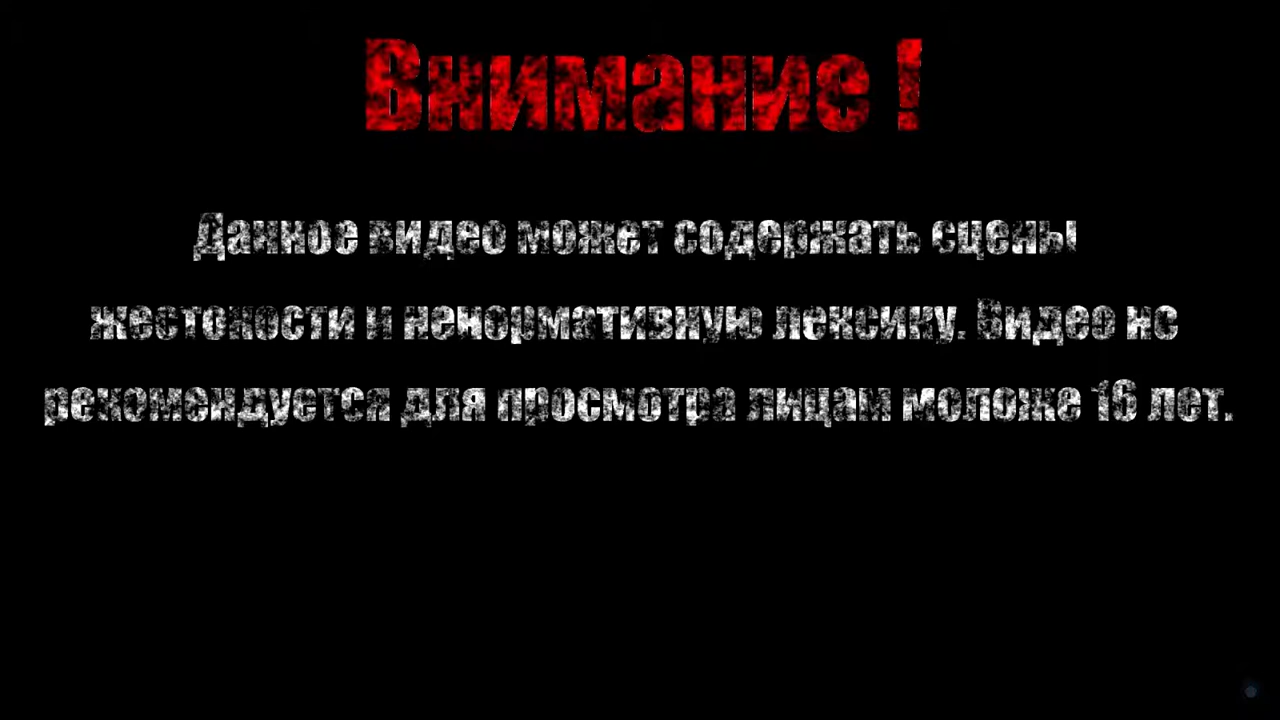 Внимание !
Данное видео может содержать сцены
жестокости и ненормативную лексику. Видео не
рекомендуется для просмотра лицам моложе 16 лет.